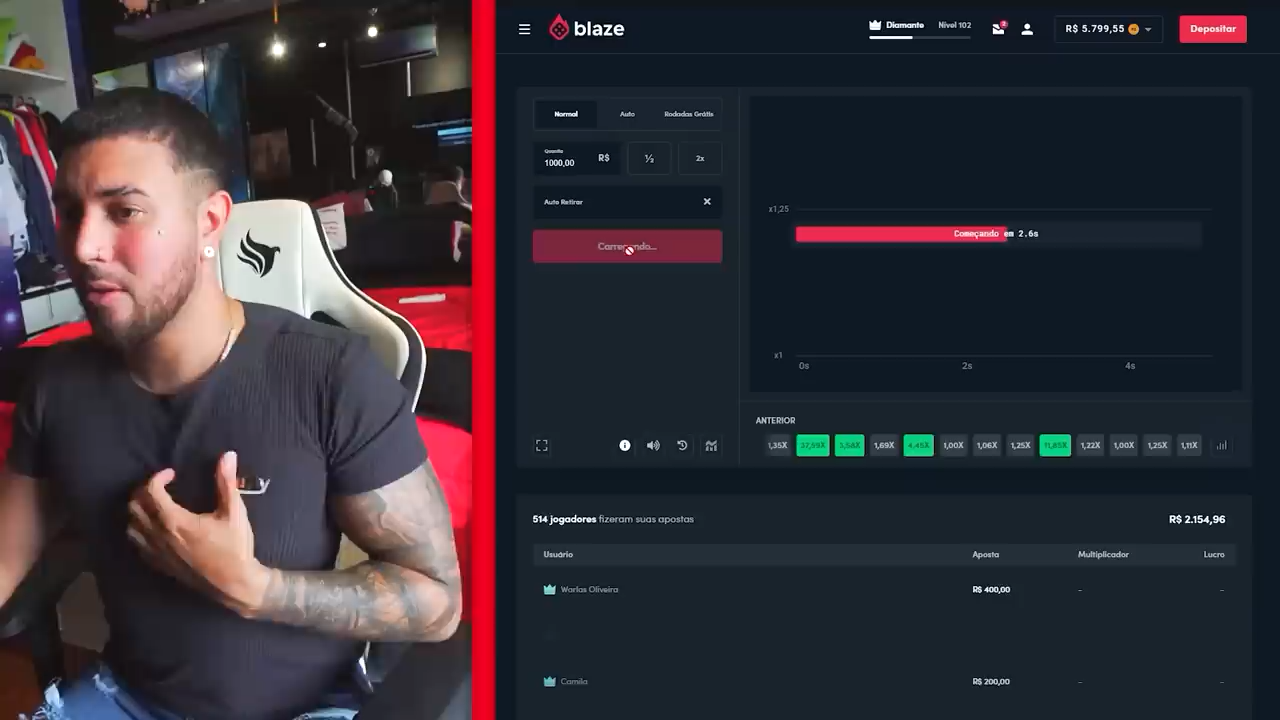 blaze
Diamante
Nível 102
2
R$ 5.799,55
Depositar
Normal
Auto
Rodadas Grátis
Quantia
1000,00
R$
½
2x
Auto Retirar
x1,25
Começando em 2.6s
x1
0s
2s
4s
ANTERIOR
1,35X
3,58X
1,69X
4,45X
1,00X
1,06X
1,25X
11,85X
1,22X
1,00X
1,25X
1,11X
514 jogadores fizeram suas apostas
R$ 2.154,96
Usuário
Aposta
Multiplicador
Lucro
Warlas Oliveira
R$ 400,00
-
-
Camila
R$ 200,00
-
-